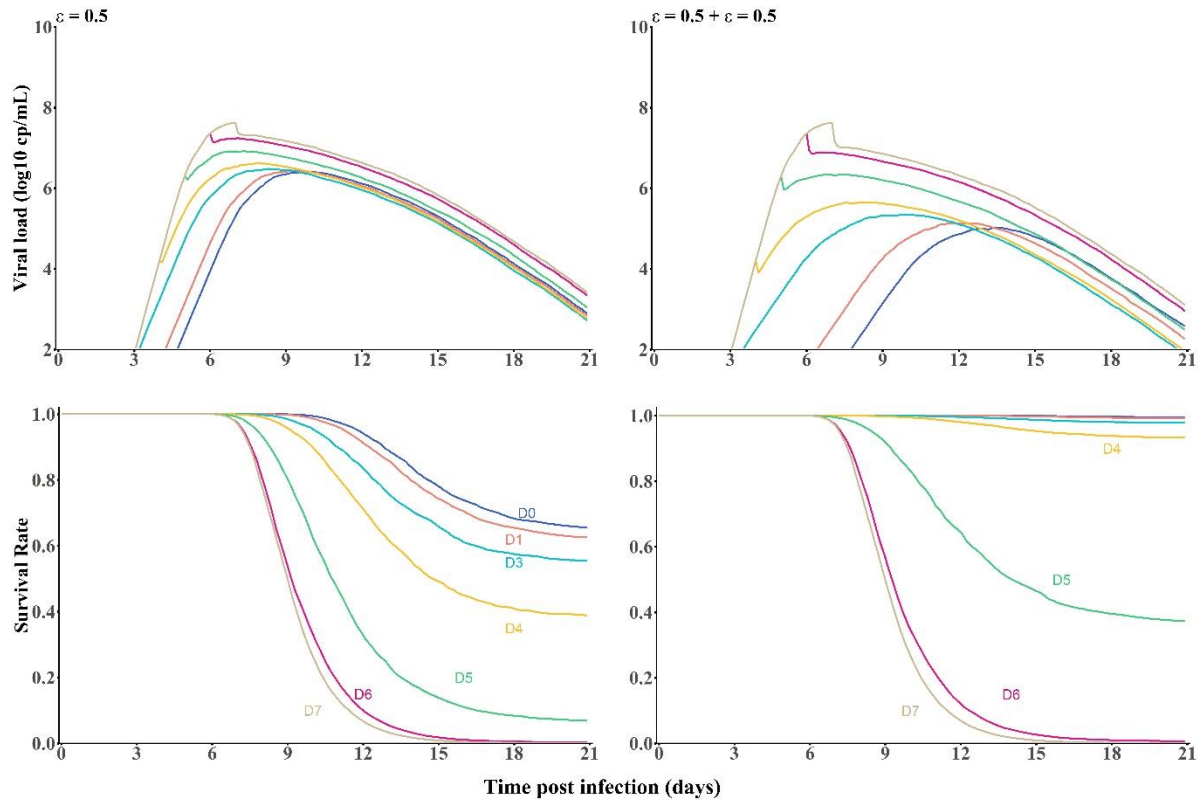 ε = 0.5
ε = 0.5 + ε = 0.5
Viral load (log10 cp/mL)
10
8
6
4
2
0 3 6 9 12 15 18 21
10
8
6
4
2
0 3 6 9 12 15 18 21
Survival Rate
1.0
0.8
0.6
0.4
0.2
0.0
D0
D1
D3
D4
D5
D6
D7
0 3 6 9 12 15 18 21
1.0
0.8
0.6
0.4
0.2
0.0
D4
D5
D6
D7
0 3 6 9 12 15 18 21
Time post infection (days)